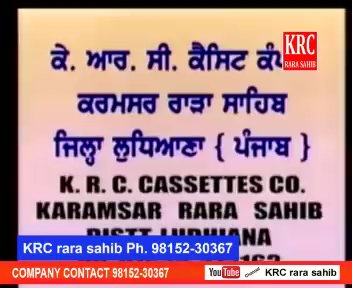 ਕੇ. ਆਰ. ਸੀ. ਕੈਸਿਟ
KRC
RARA SAHIB
ਕਰਮਸਰ ਰਾੜਾ ਸਾਹਿਬ
ਜਿਲ੍ਹਾ ਲੁਧਿਆਣਾ { ਪੰਜਾਬ }
K. R. C. CASSETTES CO.
KARAMSAR RARA SAHIB
KRC rara sahib Ph. 98152-30367
COMPANY CONTACT 98152-30367
YouTube Channel KRC rara sahib